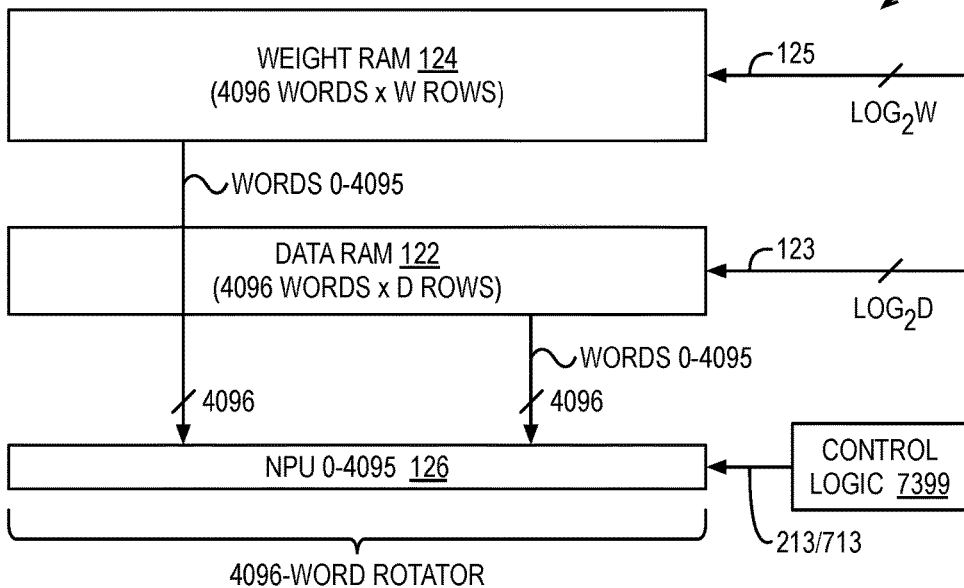 WEIGHT RAM 124
(4096 WORDS x W ROWS)
125
LOG2W
WORDS 0-4095
DATA RAM 122
(4096 WORDS x D ROWS)
123
LOG2D
WORDS 0-4095
4096
4096
NPU 0-4095 126
CONTROL
LOGIC 7399
213/713
4096-WORD ROTATOR